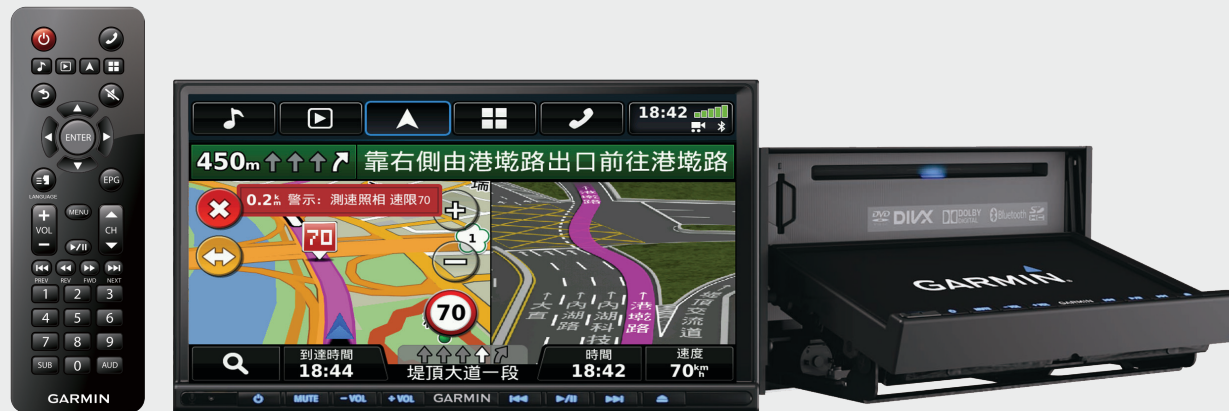 LANGUAGE
ENTER
EPG
VOL
MENU
CH
PREV REV FWD NEXT
1 2 3
4 5 6
7 8 9
SUB 0 AUD
GARMIN
18:42
450m 靠右側由港墘路出口前往港墘路
0.2km 警示: 測速照相 速限70
70
1
70
大直
內湖路
內湖科技
港墘路
堤頂交流道
到達時間
18:44
堤頂大道一段
時間
18:42
速度
70km/h
MUTE - VOL + VOL GARMIN
DVD DIVX DOLBY DIGITAL Bluetooth
GARMIN
GARMIN